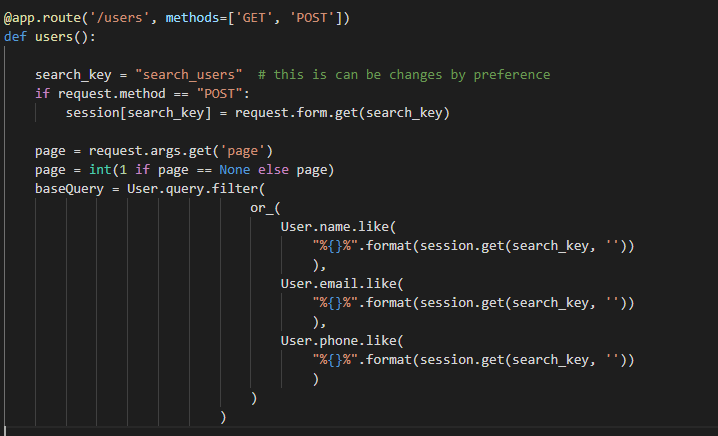 @app.route('/users', methods=['GET', 'POST'])
def users():
search_key = "search_users"  # this is can be changes by preference
if request.method == "POST":
session[search_key] = request.form.get(search_key)
page = request.args.get('page')
page = int(1 if page == None else page)
baseQuery = User.query.filter(
or_(
User.name.like(
"%{}%".format(session.get(search_key, ''))
),
User.email.like(
"%{}%".format(session.get(search_key, ''))
),
User.phone.like(
"%{}%".format(session.get(search_key, ''))
)
)
)